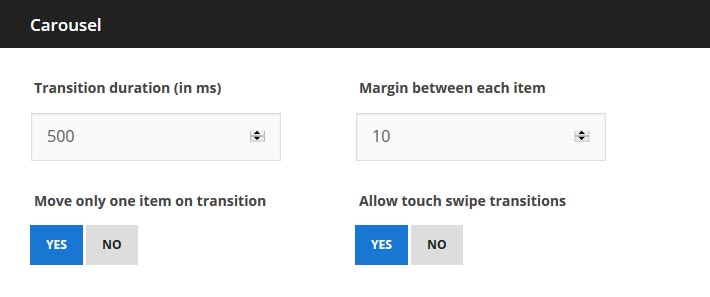 Carousel
Transition duration (in ms)
Margin between each item
500
10
Move only one item on transition
Allow touch swipe transitions
YES NO
YES NO